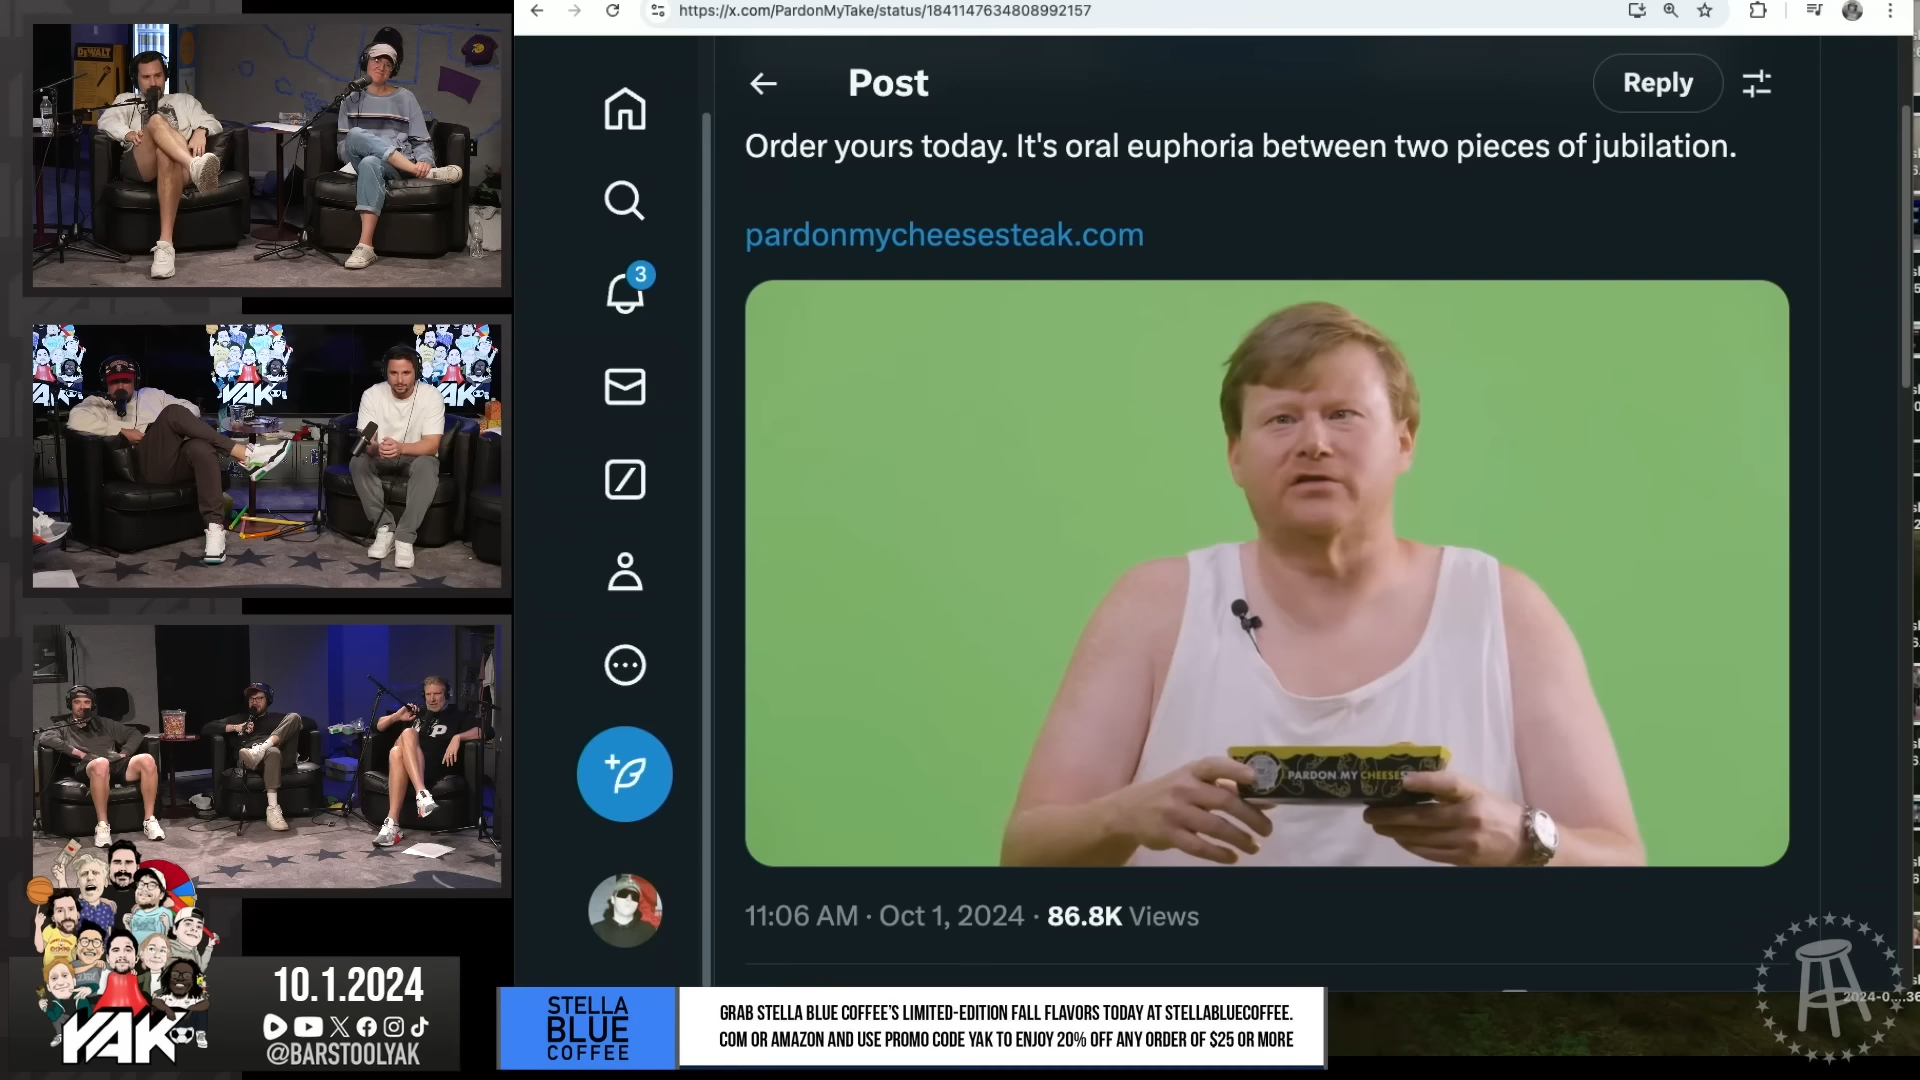 https://x.com/PardonMyTake/status/1841147634808992157
Post
Reply
Order yours today. It's oral euphoria between two pieces of jubilation.
pardonmycheesesteak.com
3
PARDON MY CHEESES
11:06 AM · Oct 1, 2024 · 86.8K Views
DEWALT
YAK
P
YAK
10.1.2024
@BARSTOOLYAK
STELLA
BLUE
COFFEE
GRAB STELLA BLUE COFFEE'S LIMITED-EDITION FALL FLAVORS TODAY AT STELLABLUECOFFEE.
COM OR AMAZON AND USE PROMO CODE YAK TO ENJOY 20% OFF ANY ORDER OF $25 OR MORE